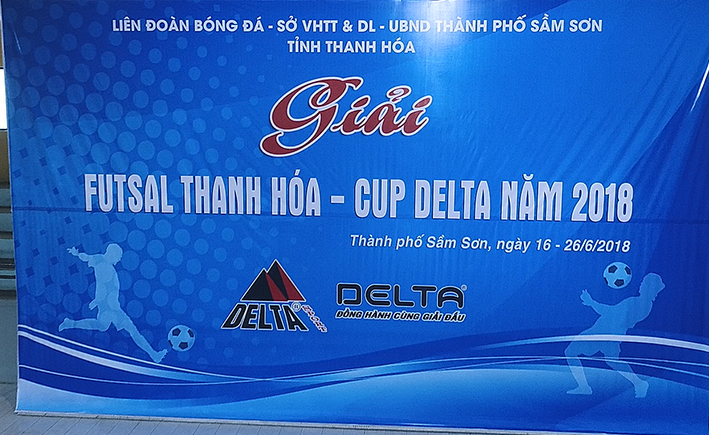 LIÊN ĐOÀN BÓNG ĐÁ - SỞ VHTT & DL - UBND THÀNH PHỐ SẦM SƠN
TỈNH THANH HÓA
Giải
FUTSAL THANH HÓA - CUP DELTA NĂM 2018
Thành phố Sầm Sơn, ngày 16 - 26/6/2018
DELTA ®
DELTA ®
ĐỒNG HÀNH CÙNG GIẢI ĐẤU